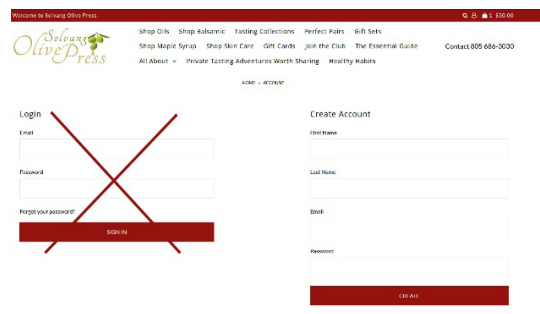 Welcome to Solvang Olive Press
1 $30.00
Solvang
Olive Press
Shop Oils Shop Balsamic Tasting Collections Perfect Pairs Gift Sets
Shop Maple Syrup Shop Skin Care Gift Cards Join the Club The Essential Guide
All About Private Tasting Adventures Worth Sharing Healthy Habits
Contact 805 686-3030
HOME » ACCOUNT
Login
Email
Password
Forgot your password?
SIGN IN
Create Account
First Name
Last Name
Email
Password
CREATE